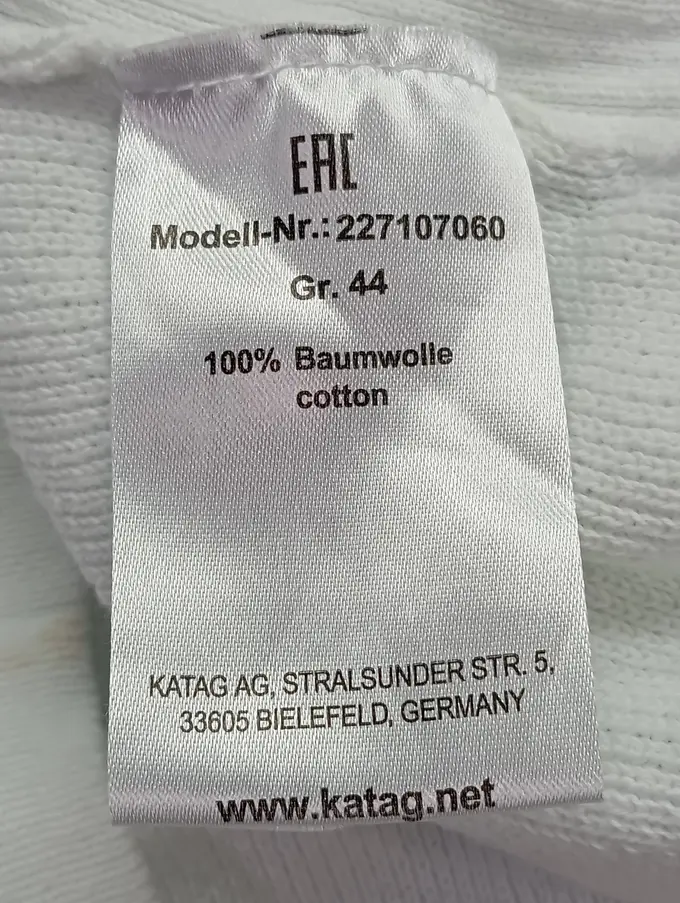 EAC
Modell-Nr.: 227107060
Gr. 44
100% Baumwolle
cotton
KATAG AG, STRALSUNDER STR. 5,
33605 BIELEFELD, GERMANY
www.katag.net